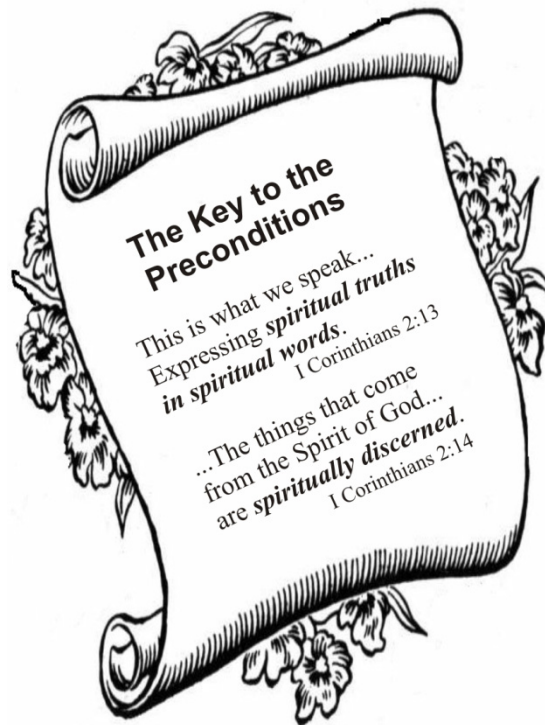 The Key to the
Preconditions
This is what we speak...
Expressing spiritual truths
in spiritual words.
I Corinthians 2:13
...The things that come
from the Spirit of God...
are spiritually discerned.
I Corinthians 2:14